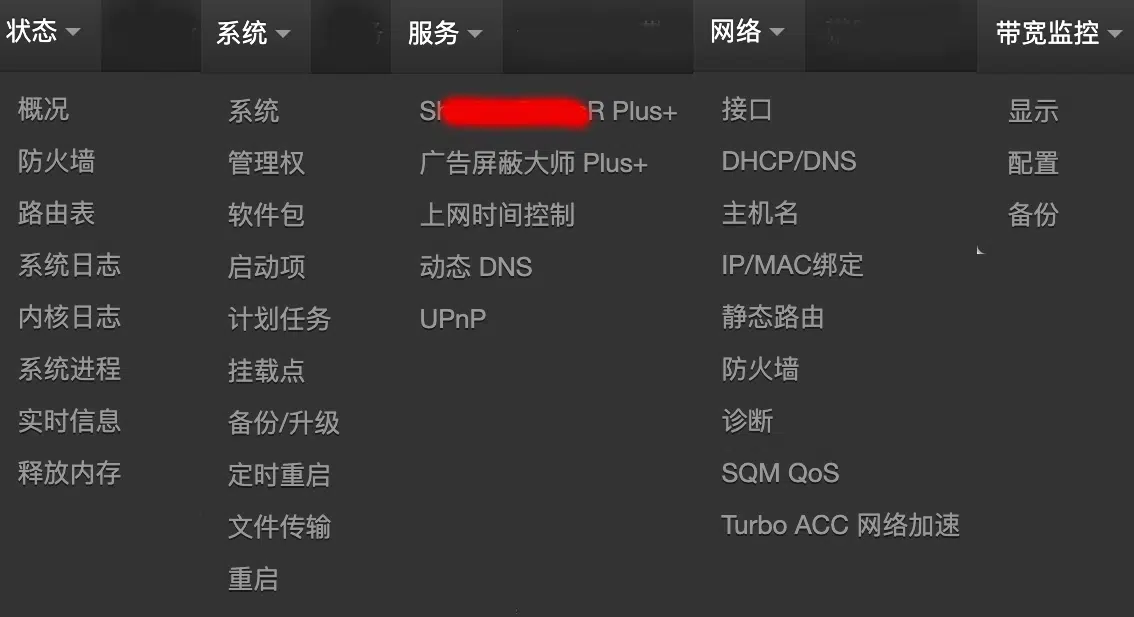 状态
概况
防火墙
路由表
系统日志
内核日志
系统进程
实时信息
释放内存
系统
系统
管理权
软件包
启动项
计划任务
挂载点
备份/升级
定时重启
文件传输
重启
服务
Plus+
广告屏蔽大师 Plus+
上网时间控制
动态 DNS
UPnP
网络
接口
DHCP/DNS
主机名
IP/MAC绑定
静态路由
防火墙
诊断
SQM QoS
Turbo ACC 网络加速
带宽监控
显示
配置
备份